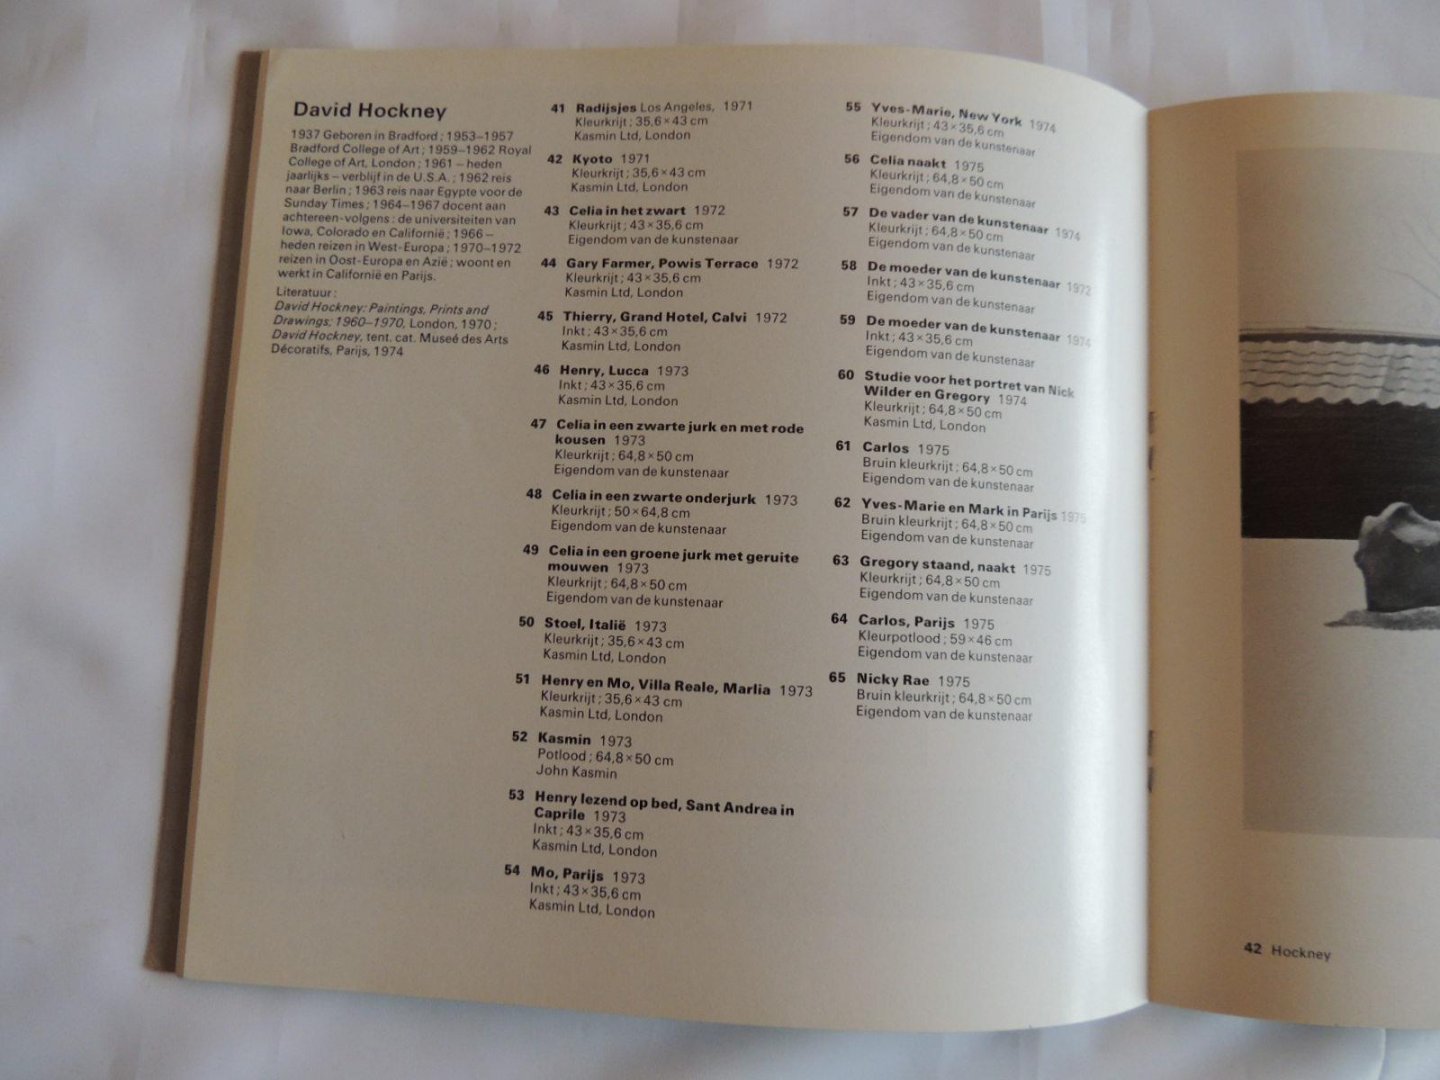 David Hockney
1937 Geboren in Bradford ; 1953–1957
Bradford College of Art ; 1959–1962 Royal
College of Art, London ; 1961 – heden
jaarlijks – verblijf in de U.S.A. ; 1962 reis
naar Berlin ; 1963 reis naar Egypte voor de
Sunday Times ; 1964–1967 docent aan
achtereen-volgens : de universiteiten van
Iowa, Colorado en Californië ; 1966 –
heden reizen in West-Europa ; 1970–1972
reizen in Oost-Europa en Azië ; woont en
werkt in Californië en Parijs.
Literatuur :
David Hockney: Paintings, Prints and
Drawings; 1960–1970, London, 1970 ;
David Hockney, tent. cat. Museé des Arts
Décoratifs, Parijs, 1974
41 Radijsjes Los Angeles, 1971
Kleurkrijt ; 35,6 × 43 cm
Kasmin Ltd, London
42 Kyoto 1971
Kleurkrijt ; 35,6 × 43 cm
Kasmin Ltd, London
43 Celia in het zwart 1972
Kleurkrijt ; 43 × 35,6 cm
Eigendom van de kunstenaar
44 Gary Farmer, Powis Terrace 1972
Kleurkrijt ; 43 × 35,6 cm
Kasmin Ltd, London
45 Thierry, Grand Hotel, Calvi 1972
Inkt ; 43 × 35,6 cm
Kasmin Ltd, London
46 Henry, Lucca 1973
Inkt ; 43 × 35,6 cm
Kasmin Ltd, London
47 Celia in een zwarte jurk en met rode
kousen 1973
Kleurkrijt ; 64,8 × 50 cm
Eigendom van de kunstenaar
48 Celia in een zwarte onderjurk 1973
Kleurkrijt ; 50 × 64,8 cm
Eigendom van de kunstenaar
49 Celia in een groene jurk met geruite
mouwen 1973
Kleurkrijt ; 64,8 × 50 cm
Eigendom van de kunstenaar
50 Stoel, Italië 1973
Kleurkrijt ; 35,6 × 43 cm
Kasmin Ltd, London
51 Henry en Mo, Villa Reale, Marlia 1973
Kleurkrijt ; 35,6 × 43 cm
Kasmin Ltd, London
52 Kasmin 1973
Potlood ; 64,8 × 50 cm
John Kasmin
53 Henry lezend op bed, Sant Andrea in
Caprile 1973
Inkt ; 43 × 35,6 cm
Kasmin Ltd, London
54 Mo, Parijs 1973
Inkt ; 43 × 35,6 cm
Kasmin Ltd, London
55 Yves-Marie, New York 1974
Kleurkrijt ; 43 × 35,6 cm
Eigendom van de kunstenaar
56 Celia naakt 1975
Kleurkrijt ; 64,8 × 50 cm
Eigendom van de kunstenaar
57 De vader van de kunstenaar 1974
Kleurkrijt ; 64,8 × 50 cm
Eigendom van de kunstenaar
58 De moeder van de kunstenaar 1972
Inkt ; 43 × 35,6 cm
Eigendom van de kunstenaar
59 De moeder van de kunstenaar 1974
Inkt ; 43 × 35,6 cm
Eigendom van de kunstenaar
60 Studie voor het portret van Nick
Wilder en Gregory 1974
Kleurkrijt ; 64,8 × 50 cm
Kasmin Ltd, London
61 Carlos 1975
Bruin kleurkrijt ; 64,8 × 50 cm
Eigendom van de kunstenaar
62 Yves-Marie en Mark in Parijs 1975
Bruin kleurkrijt ; 64,8 × 50 cm
Eigendom van de kunstenaar
63 Gregory staand, naakt 1975
Kleurkrijt ; 64,8 × 50 cm
Eigendom van de kunstenaar
64 Carlos, Parijs 1975
Kleurpotlood ; 59 × 46 cm
Eigendom van de kunstenaar
65 Nicky Rae 1975
Bruin kleurkrijt ; 64,8 × 50 cm
Eigendom van de kunstenaar
42 Hockney